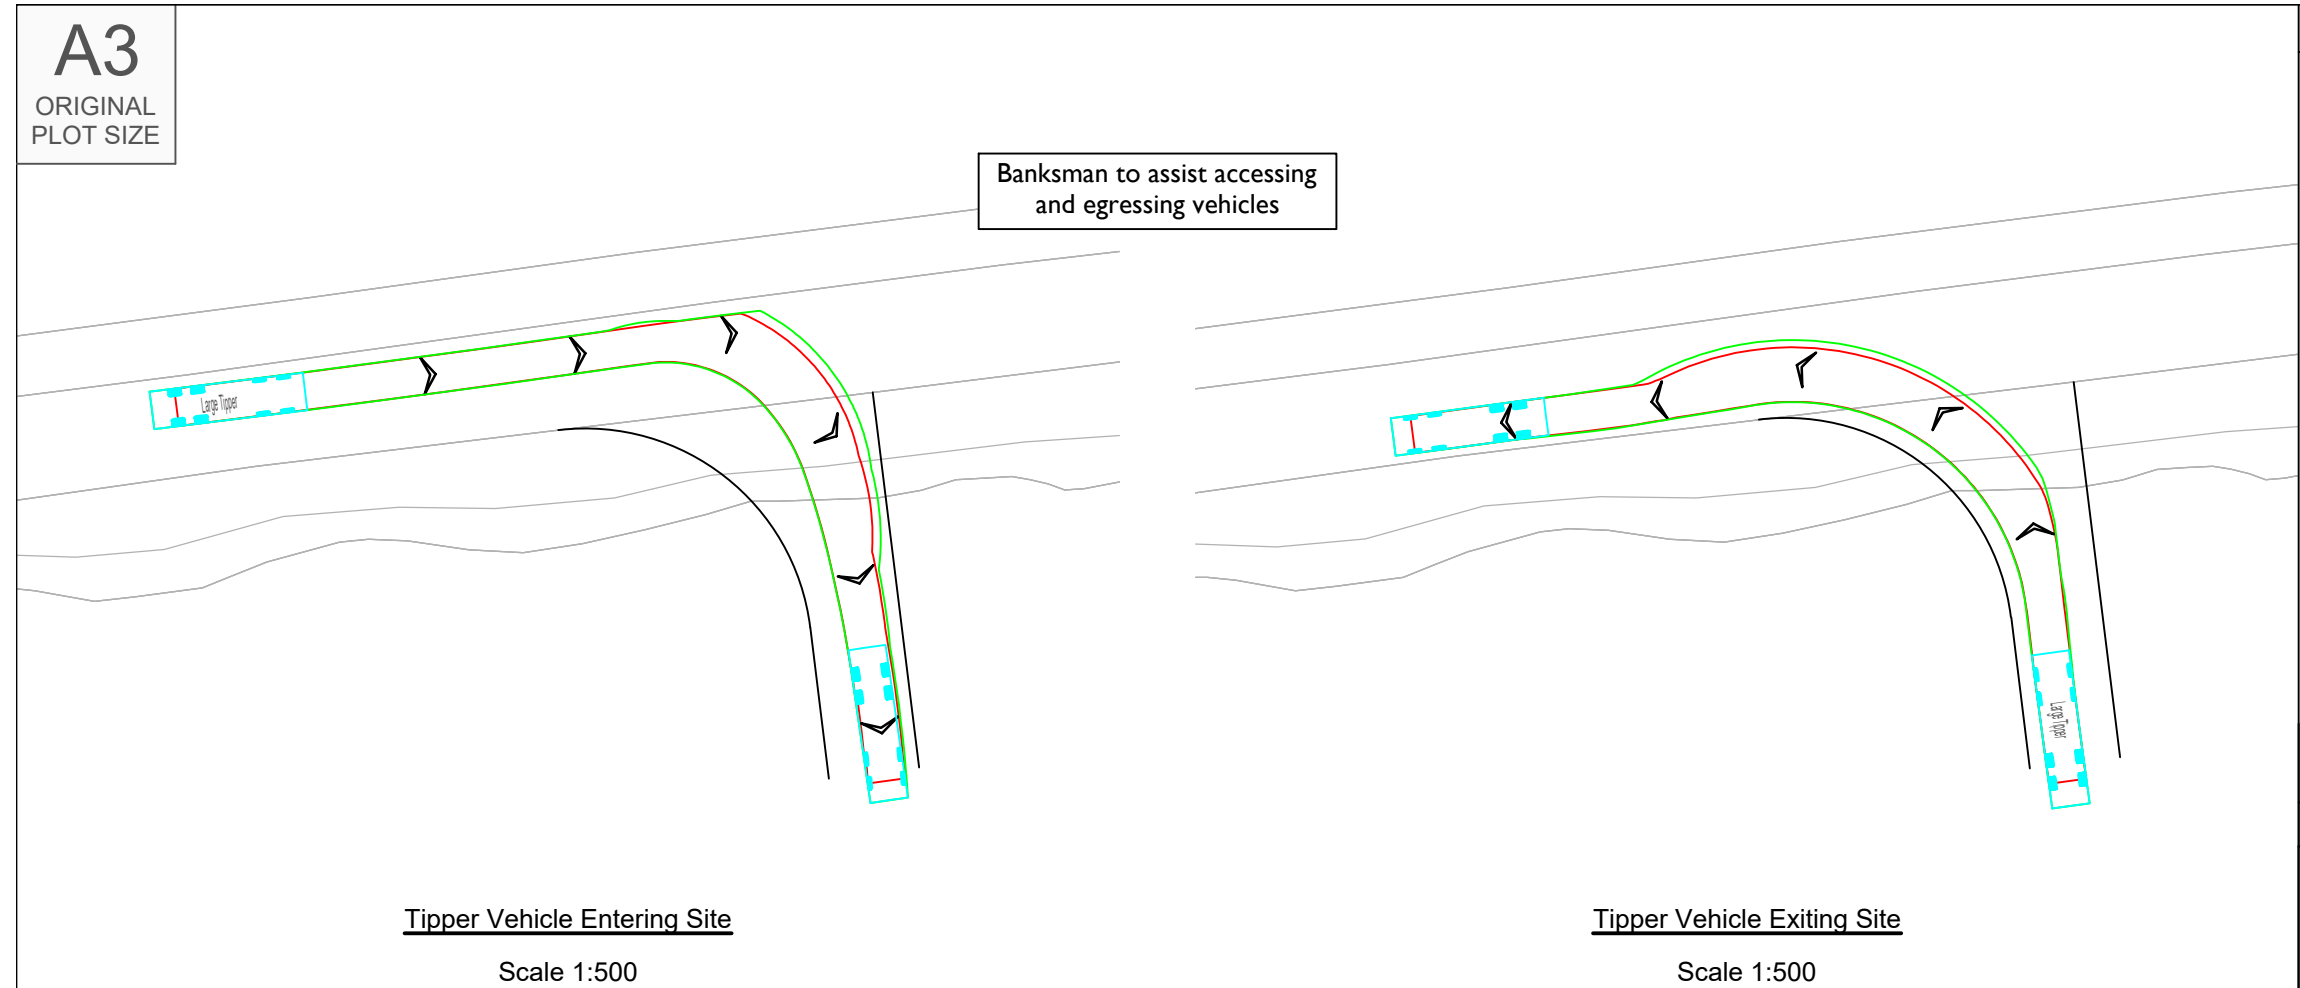 A3
ORIGINAL
PLOT SIZE
Banksman to assist accessing
and egressing vehicles
Large Tipper
Large Tipper
Tipper Vehicle Entering Site
Scale 1:500
Tipper Vehicle Exiting Site
Scale 1:500